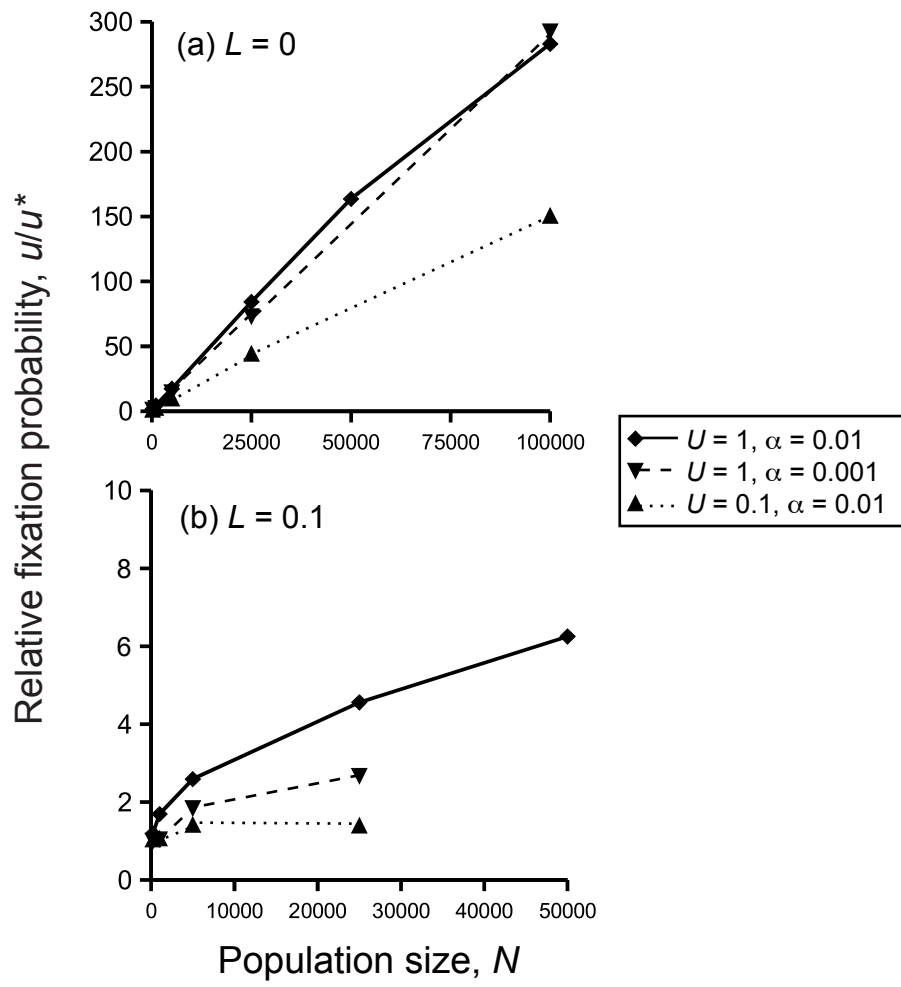 Relative fixation probability, u/u*
(a) L = 0
300
250
200
150
100
50
0
0 25000 50000 75000 100000
U = 1, α = 0.01
U = 1, α = 0.001
U = 0.1, α = 0.01
(b) L = 0.1
10
8
6
4
2
0
0 10000 20000 30000 40000 50000
Population size, N